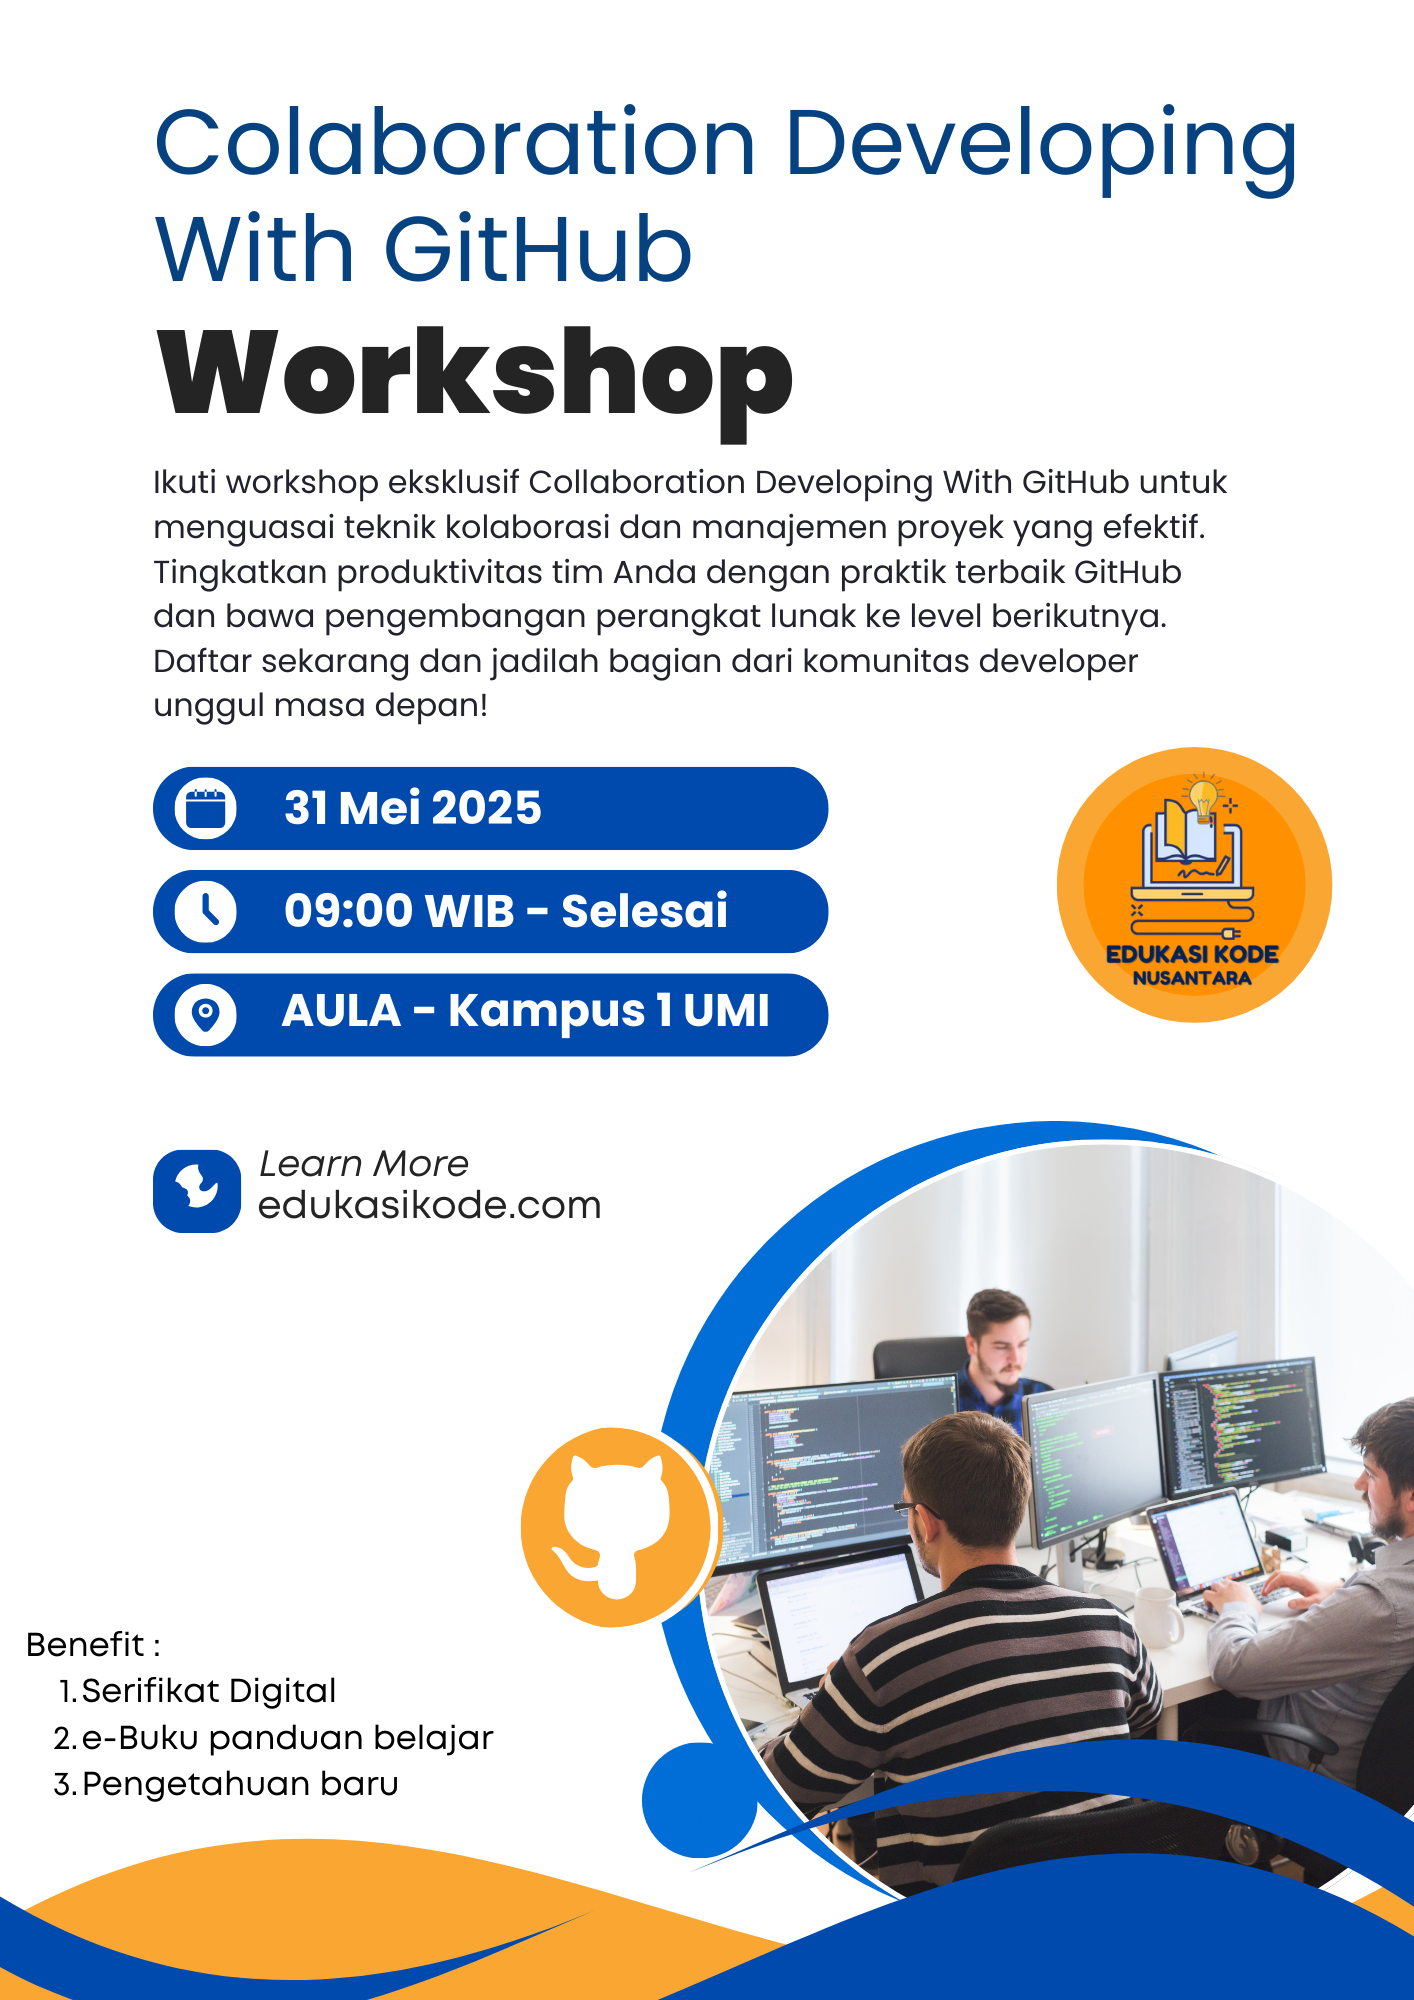 Colaboration Developing
With GitHub
Workshop
Ikuti workshop eksklusif Collaboration Developing With GitHub untuk
menguasai teknik kolaborasi dan manajemen proyek yang efektif.
Tingkatkan produktivitas tim Anda dengan praktik terbaik GitHub
dan bawa pengembangan perangkat lunak ke level berikutnya.
Daftar sekarang dan jadilah bagian dari komunitas developer
unggul masa depan!
31 Mei 2025
09:00 WIB - Selesai
AULA - Kampus 1 UMI
EDUKASI KODE
NUSANTARA
Learn More
edukasikode.com
Benefit :
1. Serifikat Digital
2. e-Buku panduan belajar
3. Pengetahuan baru